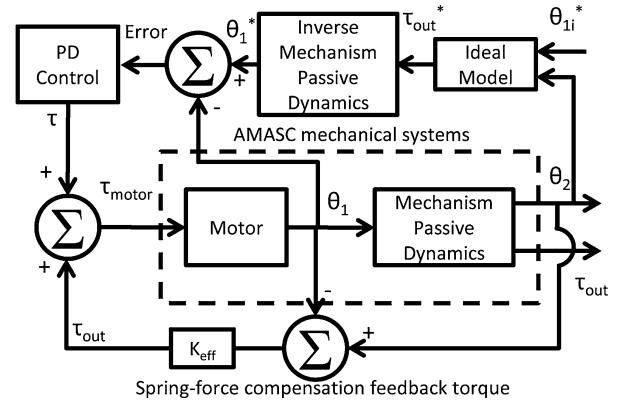 PD
Control
Error
Σ
θ₁*
+
-
Inverse
Mechanism
Passive
Dynamics
τout*
Ideal
Model
θ₁ᵢ*
AMASC mechanical systems
τ
+
Σ
+
τmotor
Motor
θ₁
Mechanism
Passive
Dynamics
θ₂
τout
-
Σ
+
Keff
τout
Spring-force compensation feedback torque